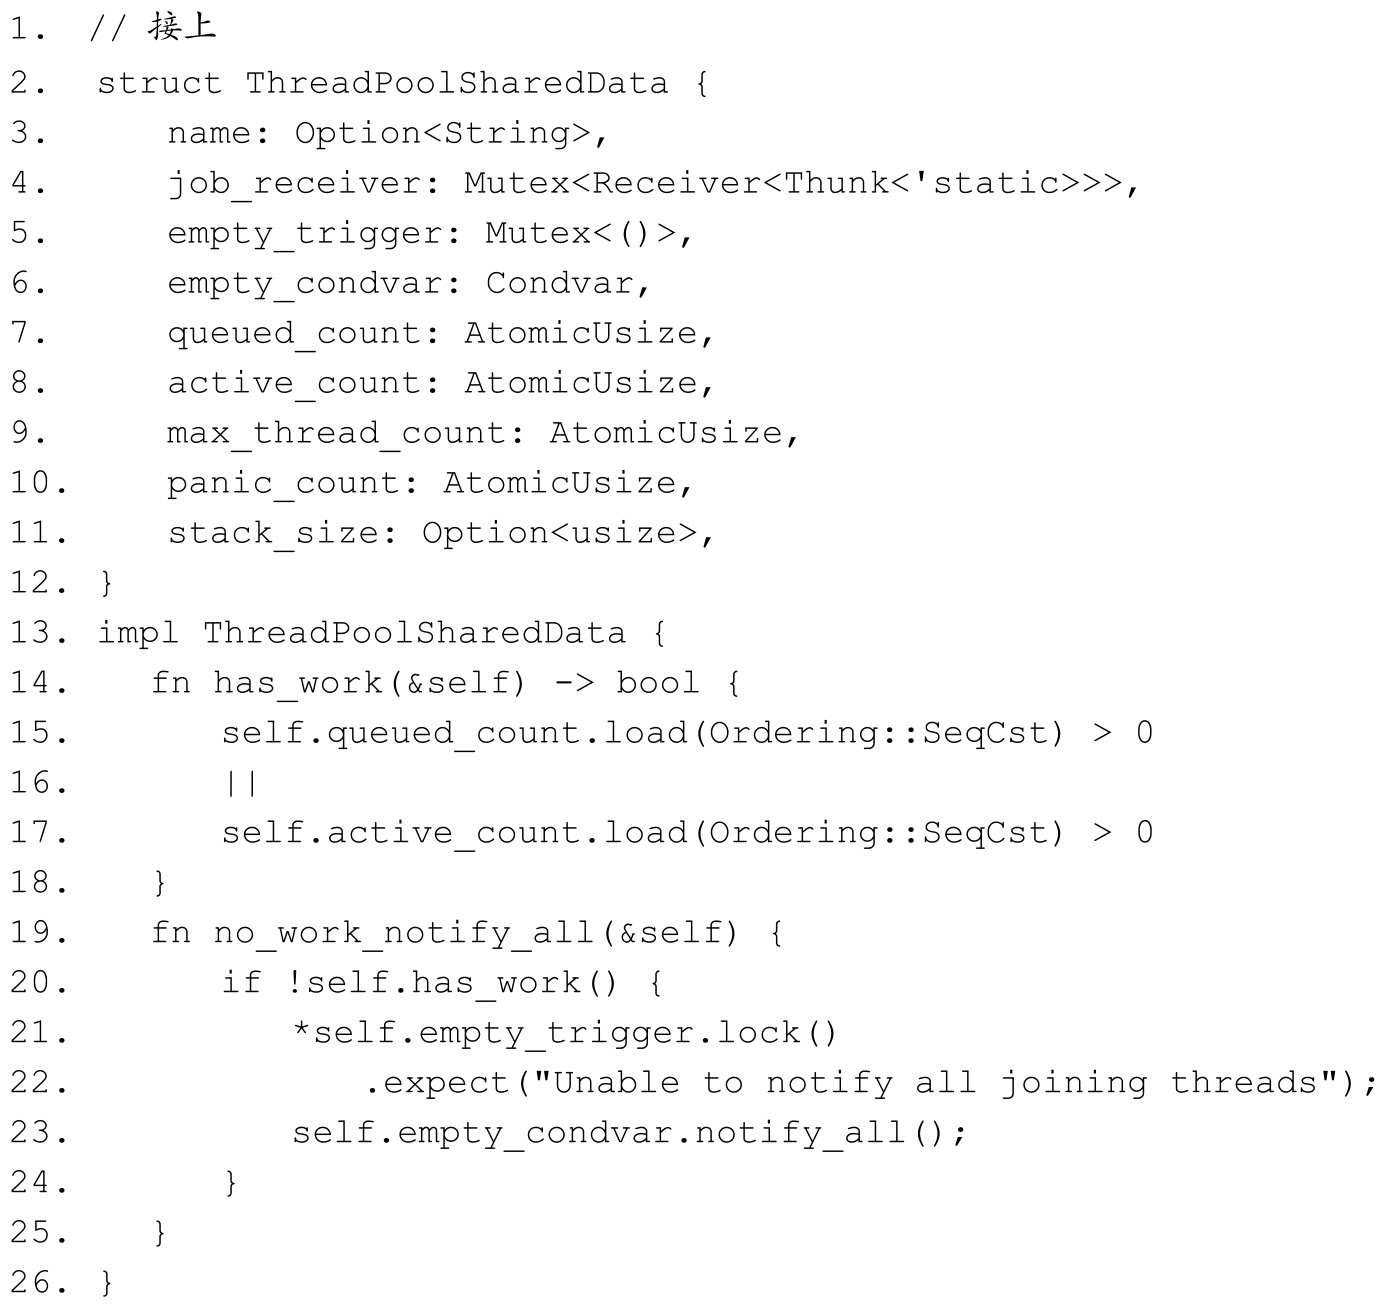 1.  // 接上
2.  struct ThreadPoolSharedData {
3.      name: Option<String>,
4.      job_receiver: Mutex<Receiver<Thunk<'static>>>,
5.      empty_trigger: Mutex<()>,
6.      empty_condvar: Condvar,
7.      queued_count: AtomicUsize,
8.      active_count: AtomicUsize,
9.      max_thread_count: AtomicUsize,
10.     panic_count: AtomicUsize,
11.     stack_size: Option<usize>,
12. }
13. impl ThreadPoolSharedData {
14.    fn has_work(&self) -> bool {
15.        self.queued_count.load(Ordering::SeqCst) > 0
16.        ||
17.        self.active_count.load(Ordering::SeqCst) > 0
18.    }
19.    fn no_work_notify_all(&self) {
20.        if !self.has_work() {
21.            *self.empty_trigger.lock()
22.                .expect("Unable to notify all joining threads");
23.            self.empty_condvar.notify_all();
24.        }
25.    }
26. }